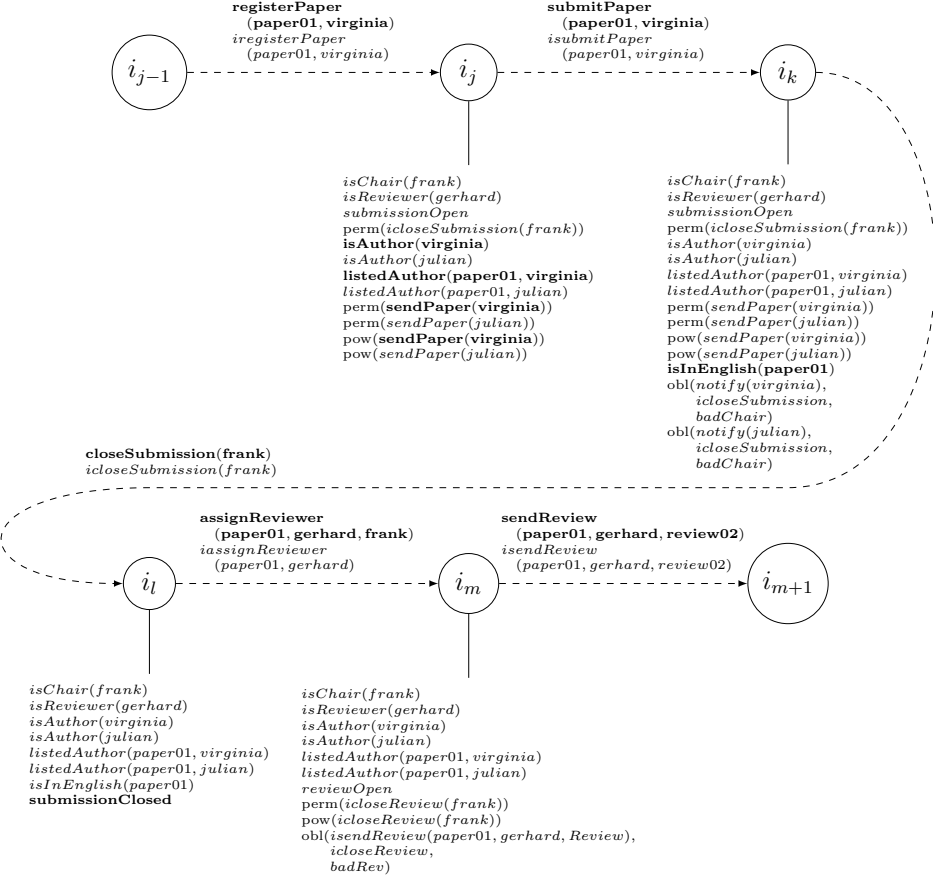 registerPaper
(paper01, virginia)
iregisterPaper
(paper01, virginia)
submitPaper
(paper01, virginia)
isubmitPaper
(paper01, virginia)
i_{j−1}
i_j
i_k
isChair(frank)
isReviewer(gerhard)
submissionOpen
perm(icloseSubmission(frank))
isAuthor(virginia)
isAuthor(julian)
listedAuthor(paper01, virginia)
listedAuthor(paper01, julian)
perm(sendPaper(virginia))
perm(sendPaper(julian))
pow(sendPaper(virginia))
pow(sendPaper(julian))
isChair(frank)
isReviewer(gerhard)
submissionOpen
perm(icloseSubmission(frank))
isAuthor(virginia)
isAuthor(julian)
listedAuthor(paper01, virginia)
listedAuthor(paper01, julian)
perm(sendPaper(virginia))
perm(sendPaper(julian))
pow(sendPaper(virginia))
pow(sendPaper(julian))
isInEnglish(paper01)
obl(notify(virginia),
icloseSubmission,
badChair)
obl(notify(julian),
icloseSubmission,
badChair)
closeSubmission(frank)
icloseSubmission(frank)
assignReviewer
(paper01, gerhard, frank)
iassignReviewer
(paper01, gerhard)
sendReview
(paper01, gerhard, review02)
isendReview
(paper01, gerhard, review02)
i_l
i_m
i_{m+1}
isChair(frank)
isReviewer(gerhard)
isAuthor(virginia)
isAuthor(julian)
listedAuthor(paper01, virginia)
listedAuthor(paper01, julian)
isInEnglish(paper01)
submissionClosed
isChair(frank)
isReviewer(gerhard)
isAuthor(virginia)
isAuthor(julian)
listedAuthor(paper01, virginia)
listedAuthor(paper01, julian)
reviewOpen
perm(icloseReview(frank))
pow(icloseReview(frank))
obl(isendReview(paper01, gerhard, Review),
icloseReview,
badRev)